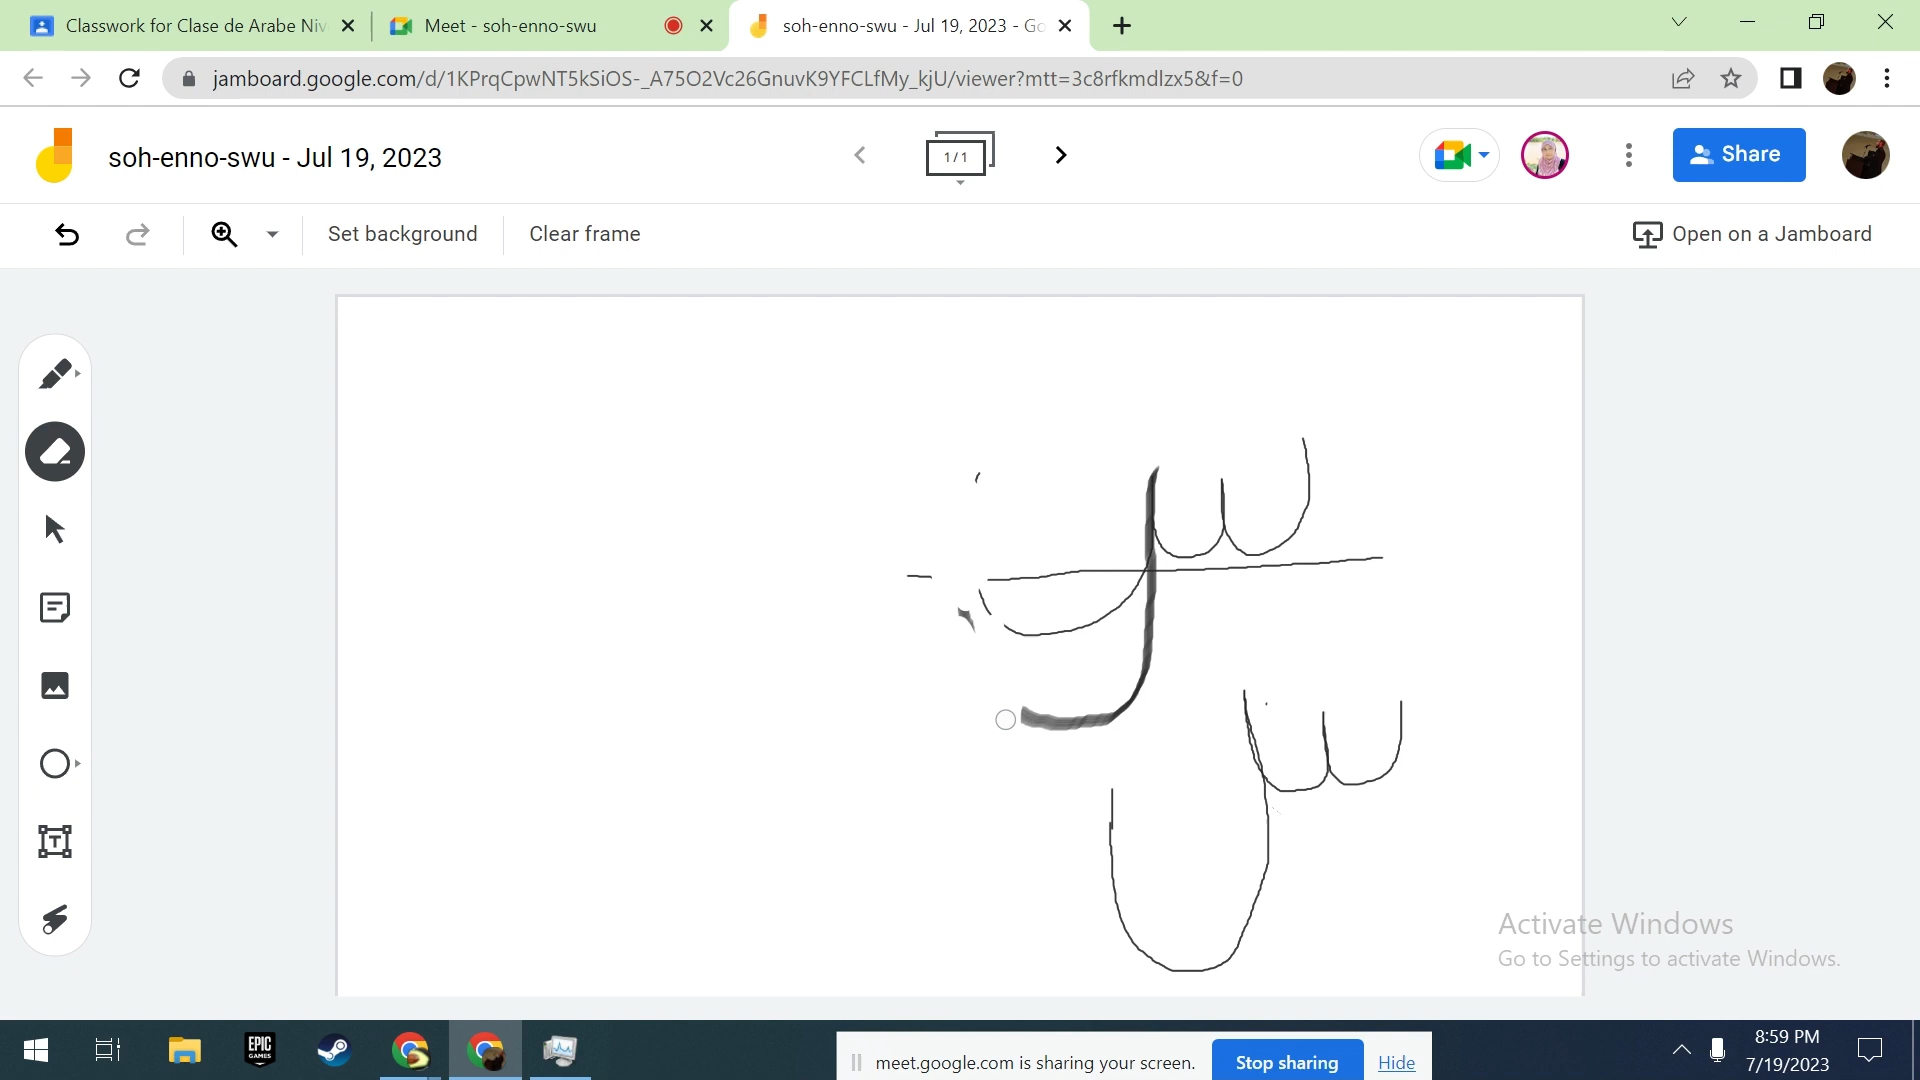 Classwork for Clase de Arabe Niv
Meet - soh-enno-swu
soh-enno-swu - Jul 19, 2023 - Go
jamboard.google.com/d/1KPrqCpwNT5kSiOS-_A75O2Vc26GnuvK9YFCLfMy_kjU/viewer?mtt=3c8rfkmdlzx5&f=0
soh-enno-swu - Jul 19, 2023
1/1
Share
Set background
Clear frame
Open on a Jamboard
س
س
Activate Windows
Go to Settings to activate Windows.
EPIC GAMES
meet.google.com is sharing your screen.
Stop sharing
Hide
8:59 PM
7/19/2023